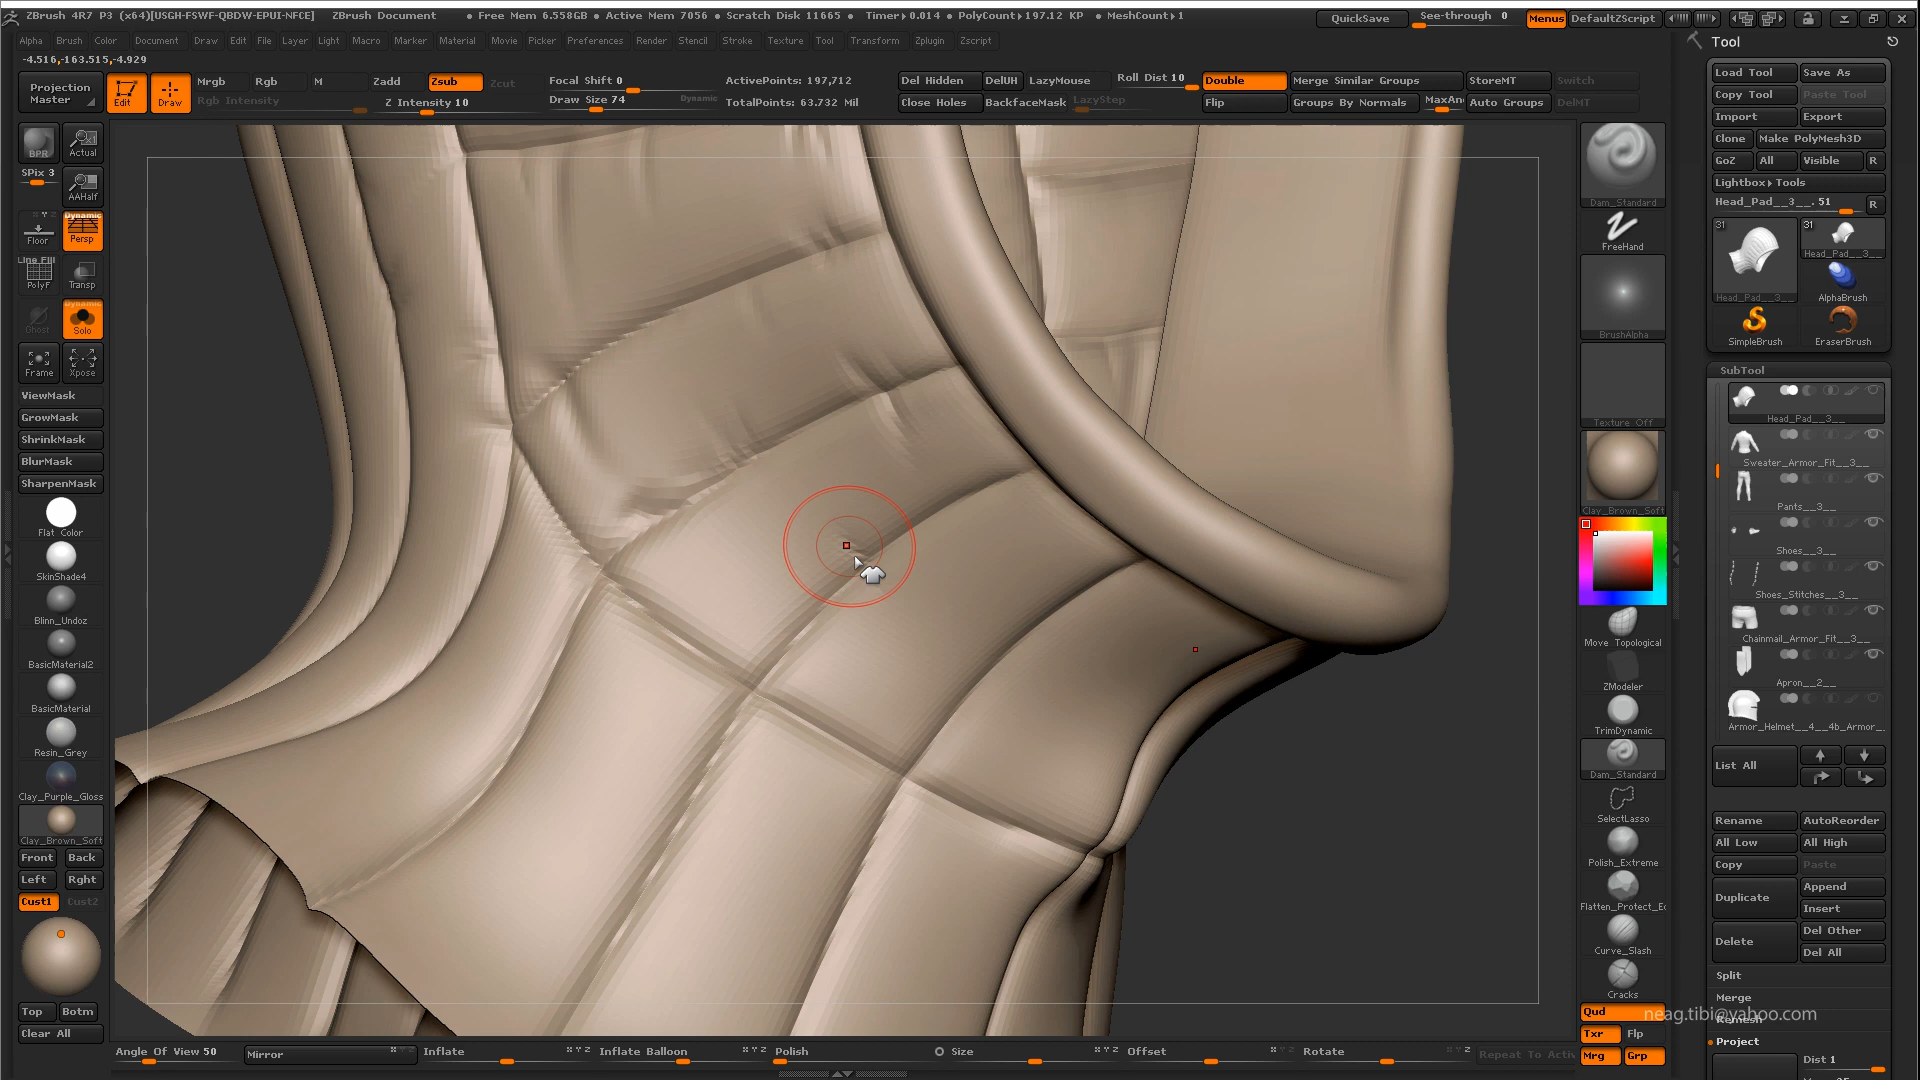 ZBrush 4R7 P3 (x64)[USGH-FSWF-QBDW-EPUI-NFCE] ZBrush Document • Free Mem 6.558GB • Active Mem 7056 • Scratch Disk 11665 • Timer▸0.014 • PolyCount▸197.12 KP • MeshCount▸1 QuickSave See-through 0 Menus DefaultZScript
Alpha Brush Color Document Draw Edit File Layer Light Macro Marker Material Movie Picker Preferences Render Stencil Stroke Texture Tool Transform Zplugin Zscript
-4.516,-163.515,-4.929
Projection Master Edit Draw
Mrgb Rgb M Zadd Zsub Zcut Focal Shift 0 ActivePoints: 197,712 Del Hidden DelUH LazyMouse Roll Dist 10 Double Merge Similar Groups StoreMT Switch
Rgb Intensity Z Intensity 10 Draw Size 74 Dynamic TotalPoints: 63.732 Mil Close Holes BackfaceMask LazyStep Flip Groups By Normals Auto Groups DelMT
BPR Actual
SPix 3
AAHalf
Dynamic
Floor Persp
Line Fill
PolyF Transp
Dynamic
Ghost Solo
Frame Xpose
ViewMask
GrowMask
ShrinkMask
BlurMask
SharpenMask
Flat Color
SkinShade4
Blinn_Undoz
BasicMaterial2
BasicMaterial
Resin_Grey
Clay_Purple_Gloss
Clay_Brown_Soft
Front Back
Left Rght
Cust1 Cust2
Top Botm
Clear All
Angle Of View 50 Mirror Inflate Inflate Balloon Polish Size Offset Rotate
Dam_Standard
FreeHand
BrushAlpha
Texture Off
Clay_Brown_Soft
Move Topological
ZModeler
TrimDynamic
Dam_Standard
SelectLasso
Polish_Extreme
Curve_Slash
Cracks
Qud
Txr Flp
Mrg Grp
Tool
Load Tool Save As
Copy Tool Paste Tool
Import Export
Clone Make PolyMesh3D
GoZ All Visible R
Lightbox▸Tools
Head_Pad__3__. 51 R
31 31
Head_Pad__3__
Head_Pad__3__ AlphaBrush
SimpleBrush EraserBrush
SubTool
Head_Pad__3__
Sweater_Armor_Fit__3__
Pants__3__
Shoes__3__
Shoes_Stitches__3__
Chainmail_Armor_Fit__3__
Apron__2__
Armor_Helmet__4__4b_Armor_
List All
Rename AutoReorder
All Low All High
Copy Paste
Duplicate Append
Insert
Delete Del Other
Del All
Split
Merge
neag.tibi@yahoo.com
Remesh
Project
Dist 1